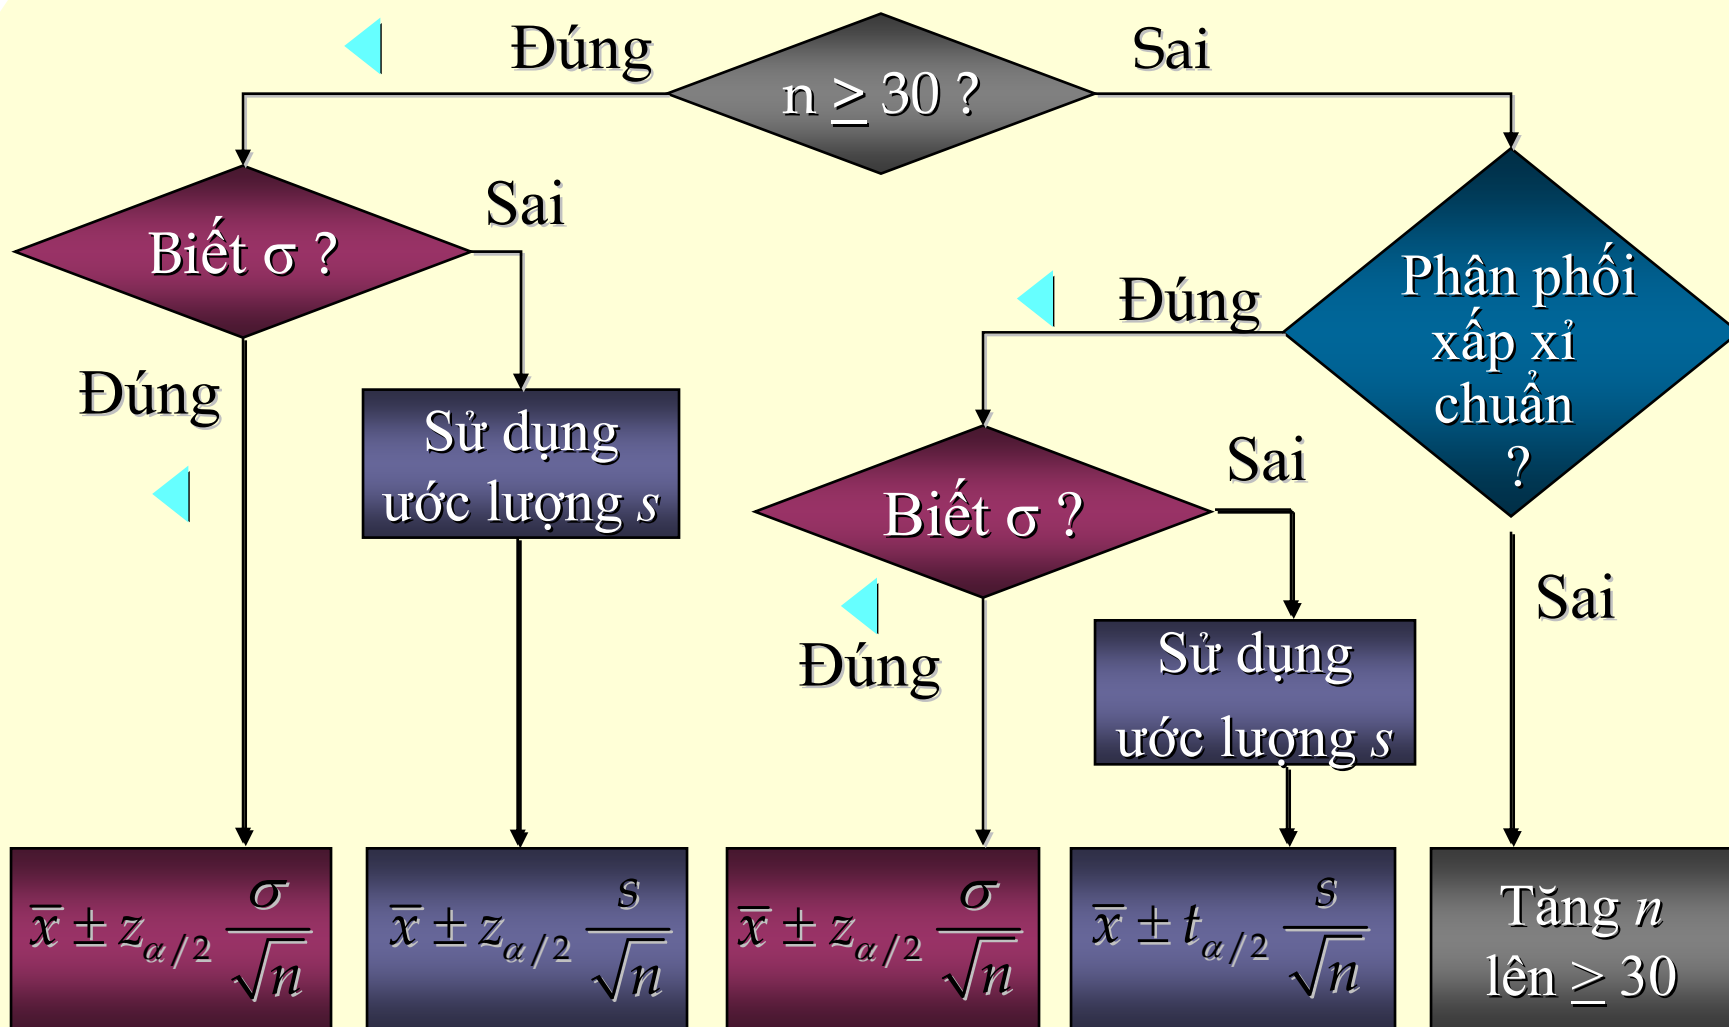 Đúng
n ≥ 30 ?
Sai
Biết σ ?
Sai
Đúng
Sử dụng
ước lượng s
Phân phối
xấp xỉ
chuẩn
?
Đúng
Biết σ ?
Sai
Đúng
Sử dụng
ước lượng s
Sai
x̅ ± z_{α/2} σ/√n
x̅ ± z_{α/2} s/√n
x̅ ± z_{α/2} σ/√n
x̅ ± t_{α/2} s/√n
Tăng n
lên ≥ 30